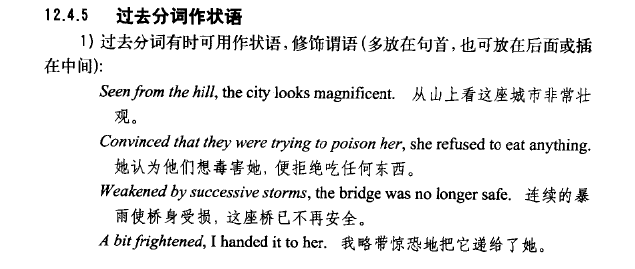 12.4.5 过去分词作状语
1) 过去分词有时可用作状语,修饰谓语(多放在句首,也可放在后面或插
在中间):
Seen from the hill, the city looks magnificent. 从山上看这座城市非常壮
观。
Convinced that they were trying to poison her, she refused to eat anything.
她认为他们想毒害她,便拒绝吃任何东西。
Weakened by successive storms, the bridge was no longer safe. 连续的暴
雨使桥身受损,这座桥已不再安全。
A bit frightened, I handed it to her. 我略带惊恐地把它递给了她。